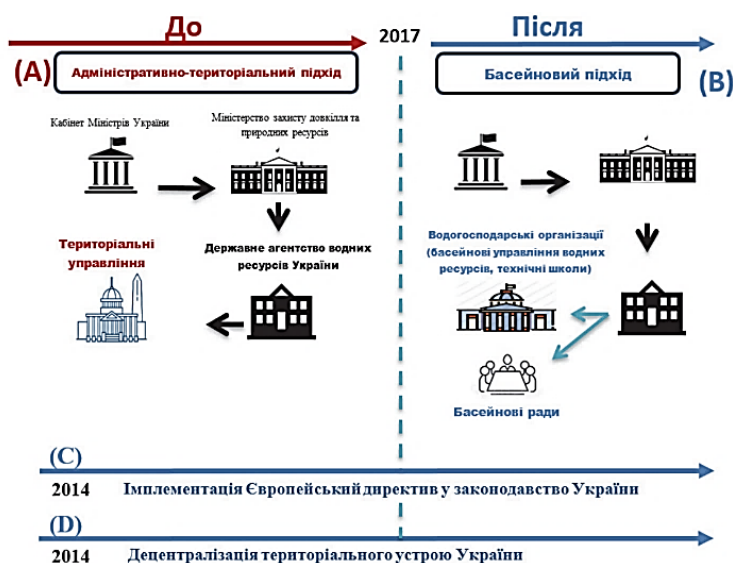 До
2017
Після
(A)
Адміністративно-територіальний підхід
Басейновий підхід
(B)
Кабінет Міністрів України
Міністерство захисту довкілля та
природних ресурсів
Територіальні
управління
Державне агентство водних
ресурсів України
Водогосподарські організації
(басейнові управління водних
ресурсів, технічні школи)
Басейнові ради
(C)
2014 Імплементація Європейський директив у законодавство України
(D)
2014 Децентралізація територіального устрою України